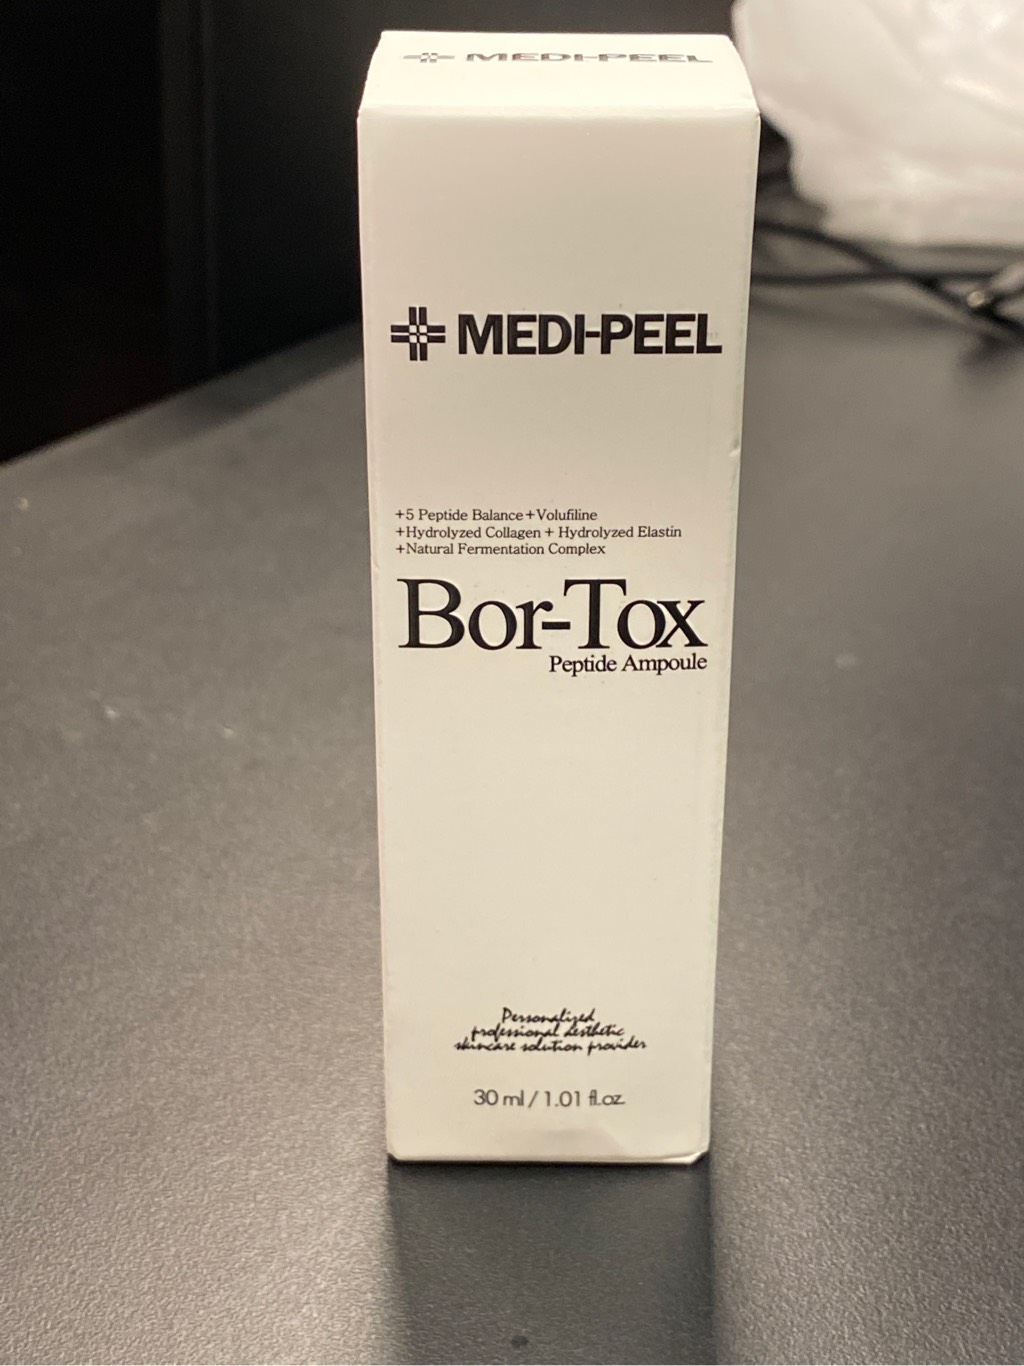 MEDI-PEEL
MEDI-PEEL
+5 Peptide Balance+Volufiline
+Hydrolyzed Collagen + Hydrolyzed Elastin
+Natural Fermentation Complex
Bor-Tox
Peptide Ampoule
Personalized
professional aesthetic
skincare solution provider
30 ml / 1.01 fl.oz.